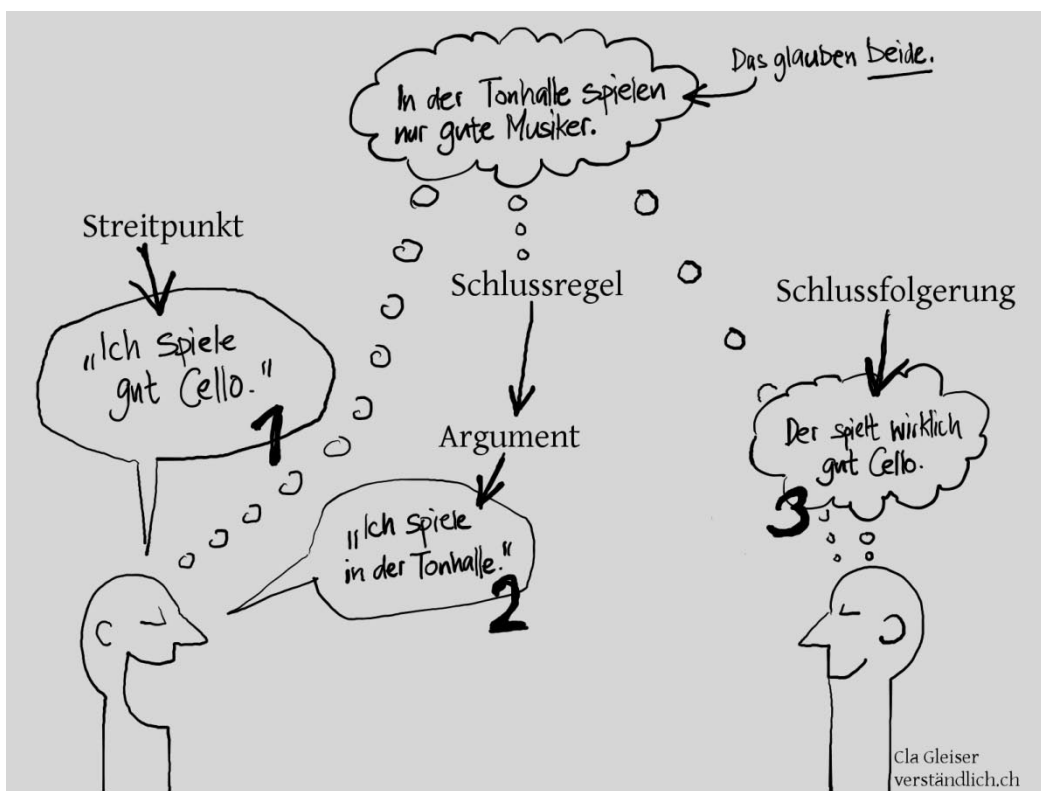 In der Tonhalle spielen
nur gute Musiker.
Das glauben beide.
Streitpunkt
„Ich spiele
gut Cello."
1
Schlussregel
Argument
„Ich spiele
in der Tonhalle."
2
Schlussfolgerung
Der spielt wirklich
gut Cello.
3
Cla Gleiser
verständlich.ch